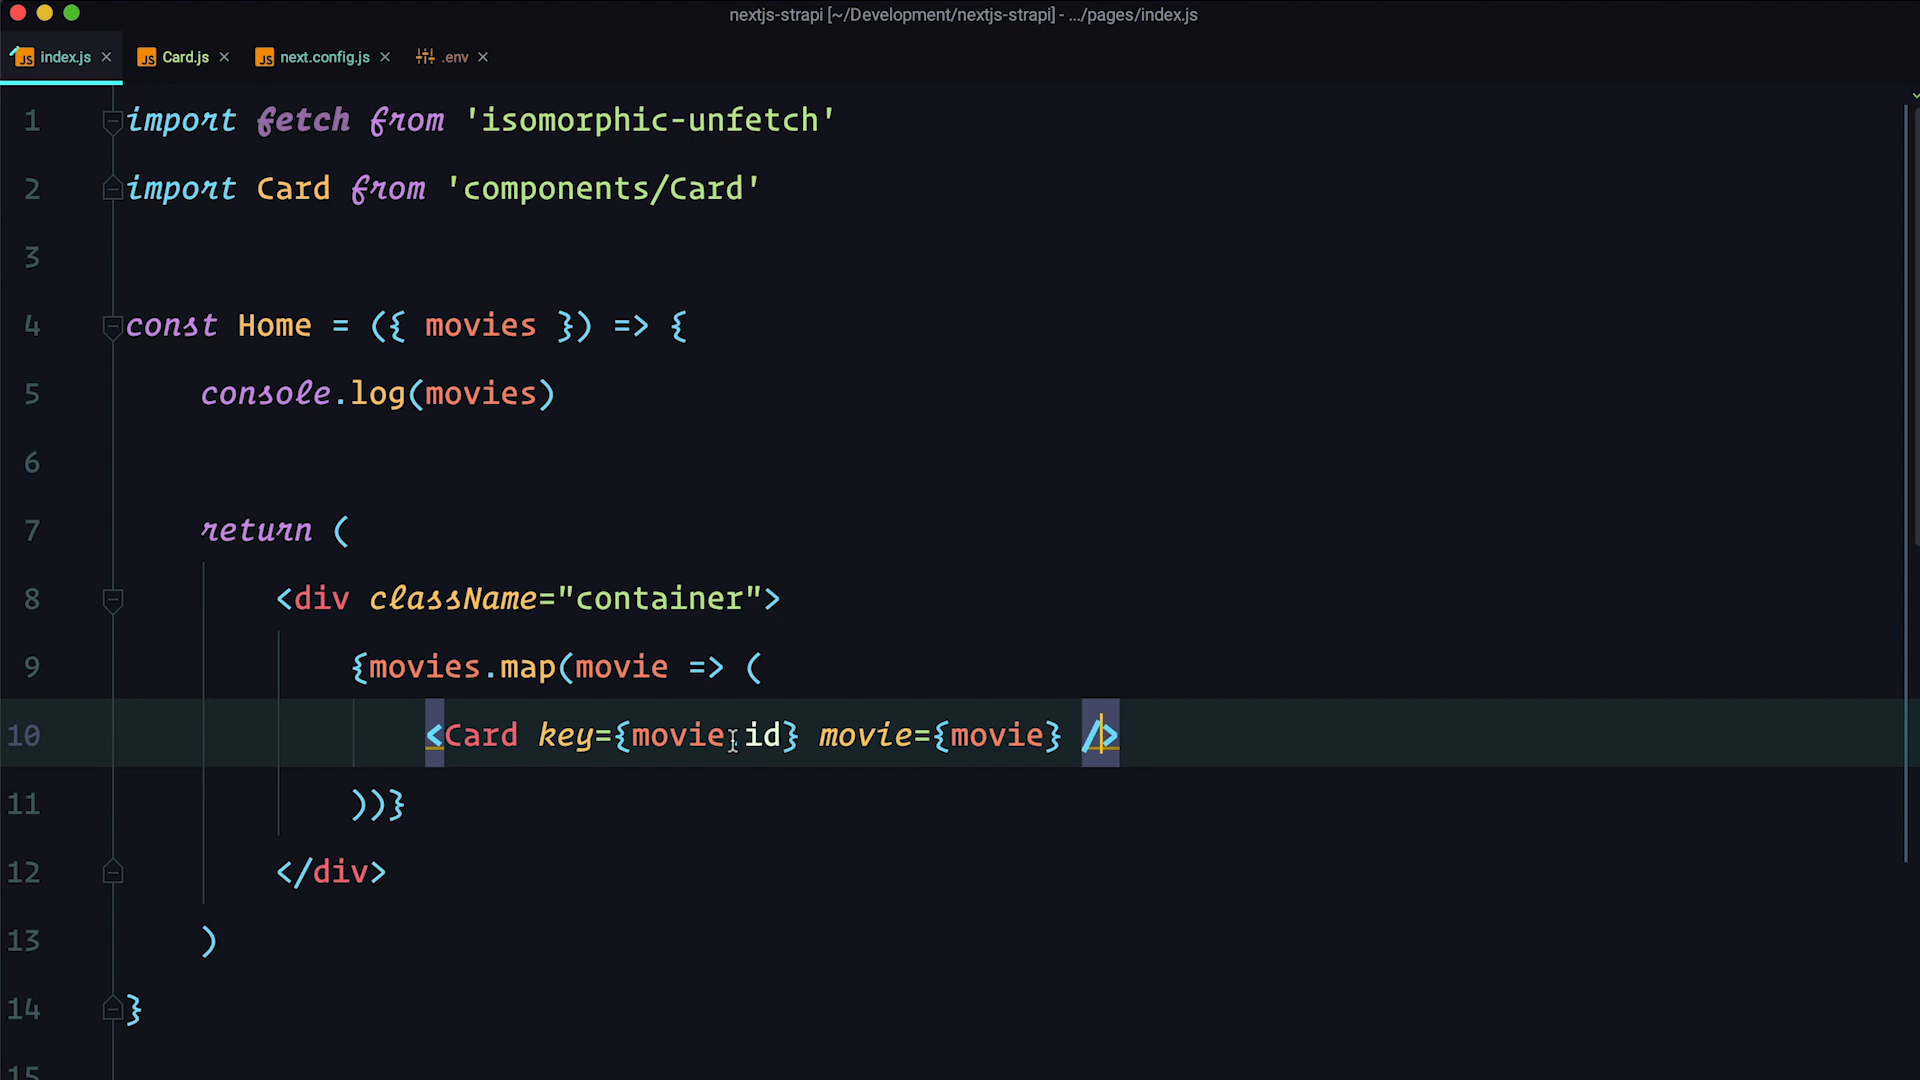 nextjs-strapi [~/Development/nextjs-strapi] - .../pages/index.js
index.js Card.js next.config.js .env
1 import fetch from 'isomorphic-unfetch'
2 import Card from 'components/Card'
3
4 const Home = ({ movies }) => {
5 console.log(movies)
6
7 return (
8 <div className="container">
9 {movies.map(movie => (
10 <Card key={movie.id} movie={movie} />
11 ))}
12 </div>
13 )
14 }
15